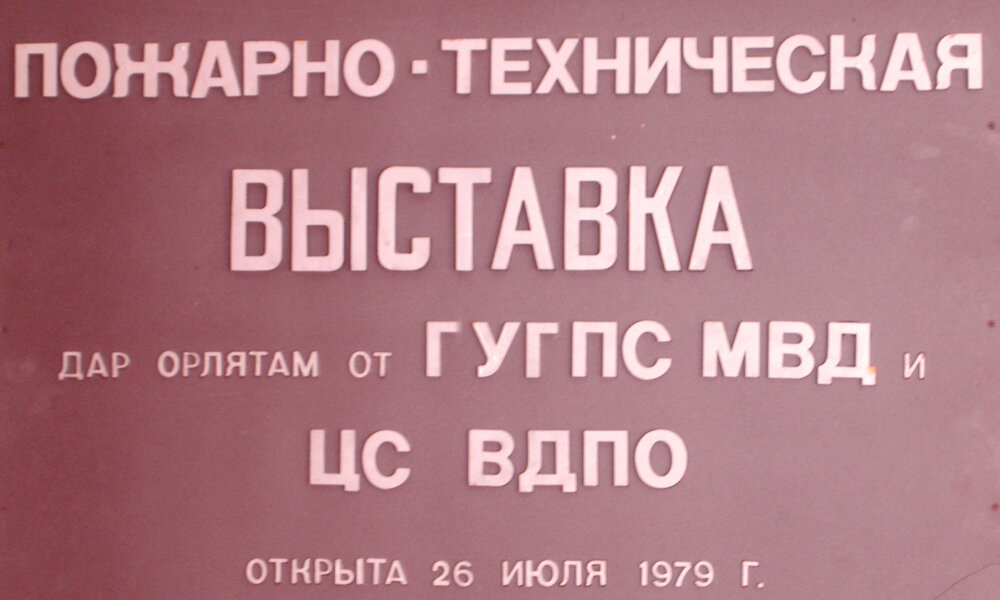 ПОЖАРНО-ТЕХНИЧЕСКАЯ
ВЫСТАВКА
ДАР ОРЛЯТАМ ОТ ГУГПС МВД и
ЦС ВДПО
ОТКРЫТА 26 ИЮЛЯ 1979 Г.